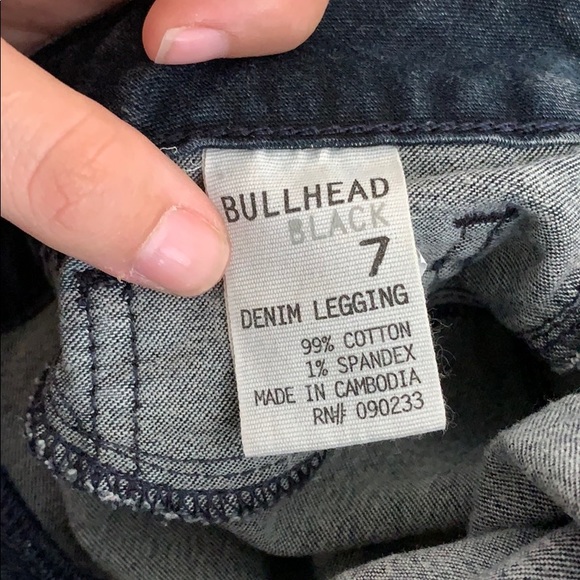 BULLHEAD
BLACK
7
DENIM LEGGING
99% COTTON
1% SPANDEX
MADE IN CAMBODIA
RN# 090233